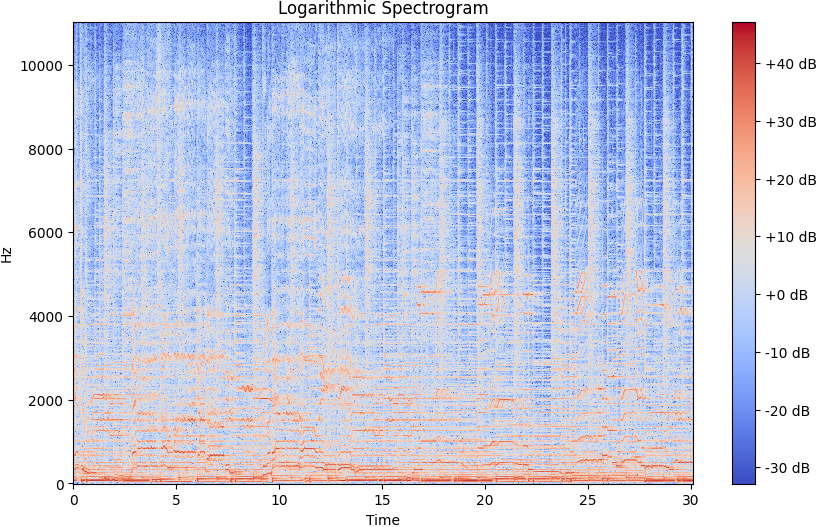 Logarithmic Spectrogram
Hz
10000
8000
6000
4000
2000
0
0 5 10 15 20 25 30
Time
+40 dB
+30 dB
+20 dB
+10 dB
+0 dB
-10 dB
-20 dB
-30 dB